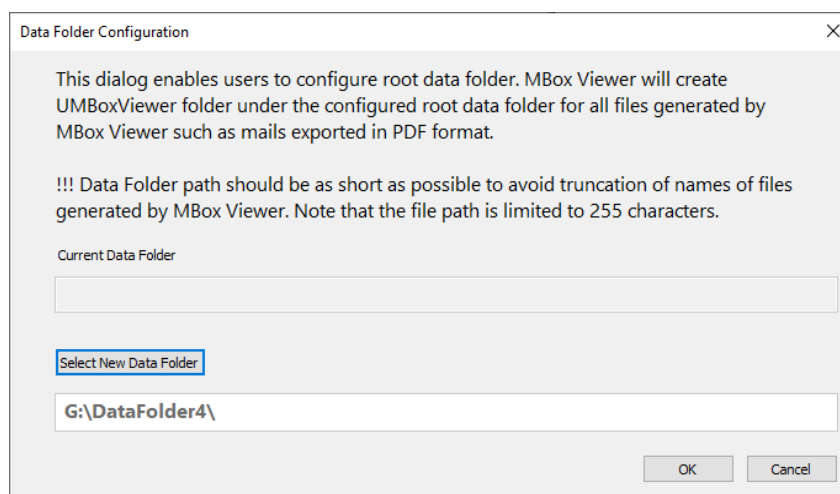 Data Folder Configuration
This dialog enables users to configure root data folder. MBox Viewer will create
UMBoxViewer folder under the configured root data folder for all files generated by
MBox Viewer such as mails exported in PDF format.
!!! Data Folder path should be as short as possible to avoid truncation of names of files
generated by MBox Viewer. Note that the file path is limited to 255 characters.
Current Data Folder
Select New Data Folder
G:\DataFolder4\
OK Cancel